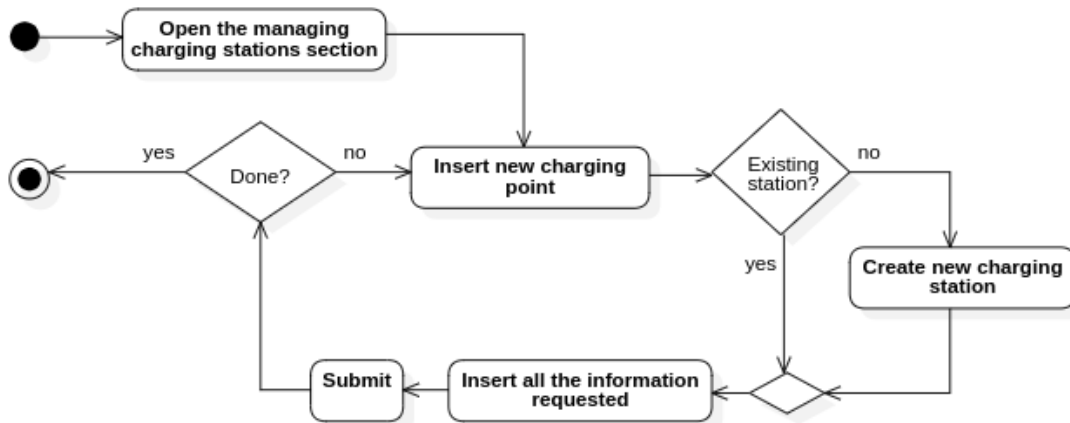 Open the managing
charging stations section
yes
Done?
no
Insert new charging
point
Existing
station?
no
yes
Create new charging
station
Submit
Insert all the information
requested